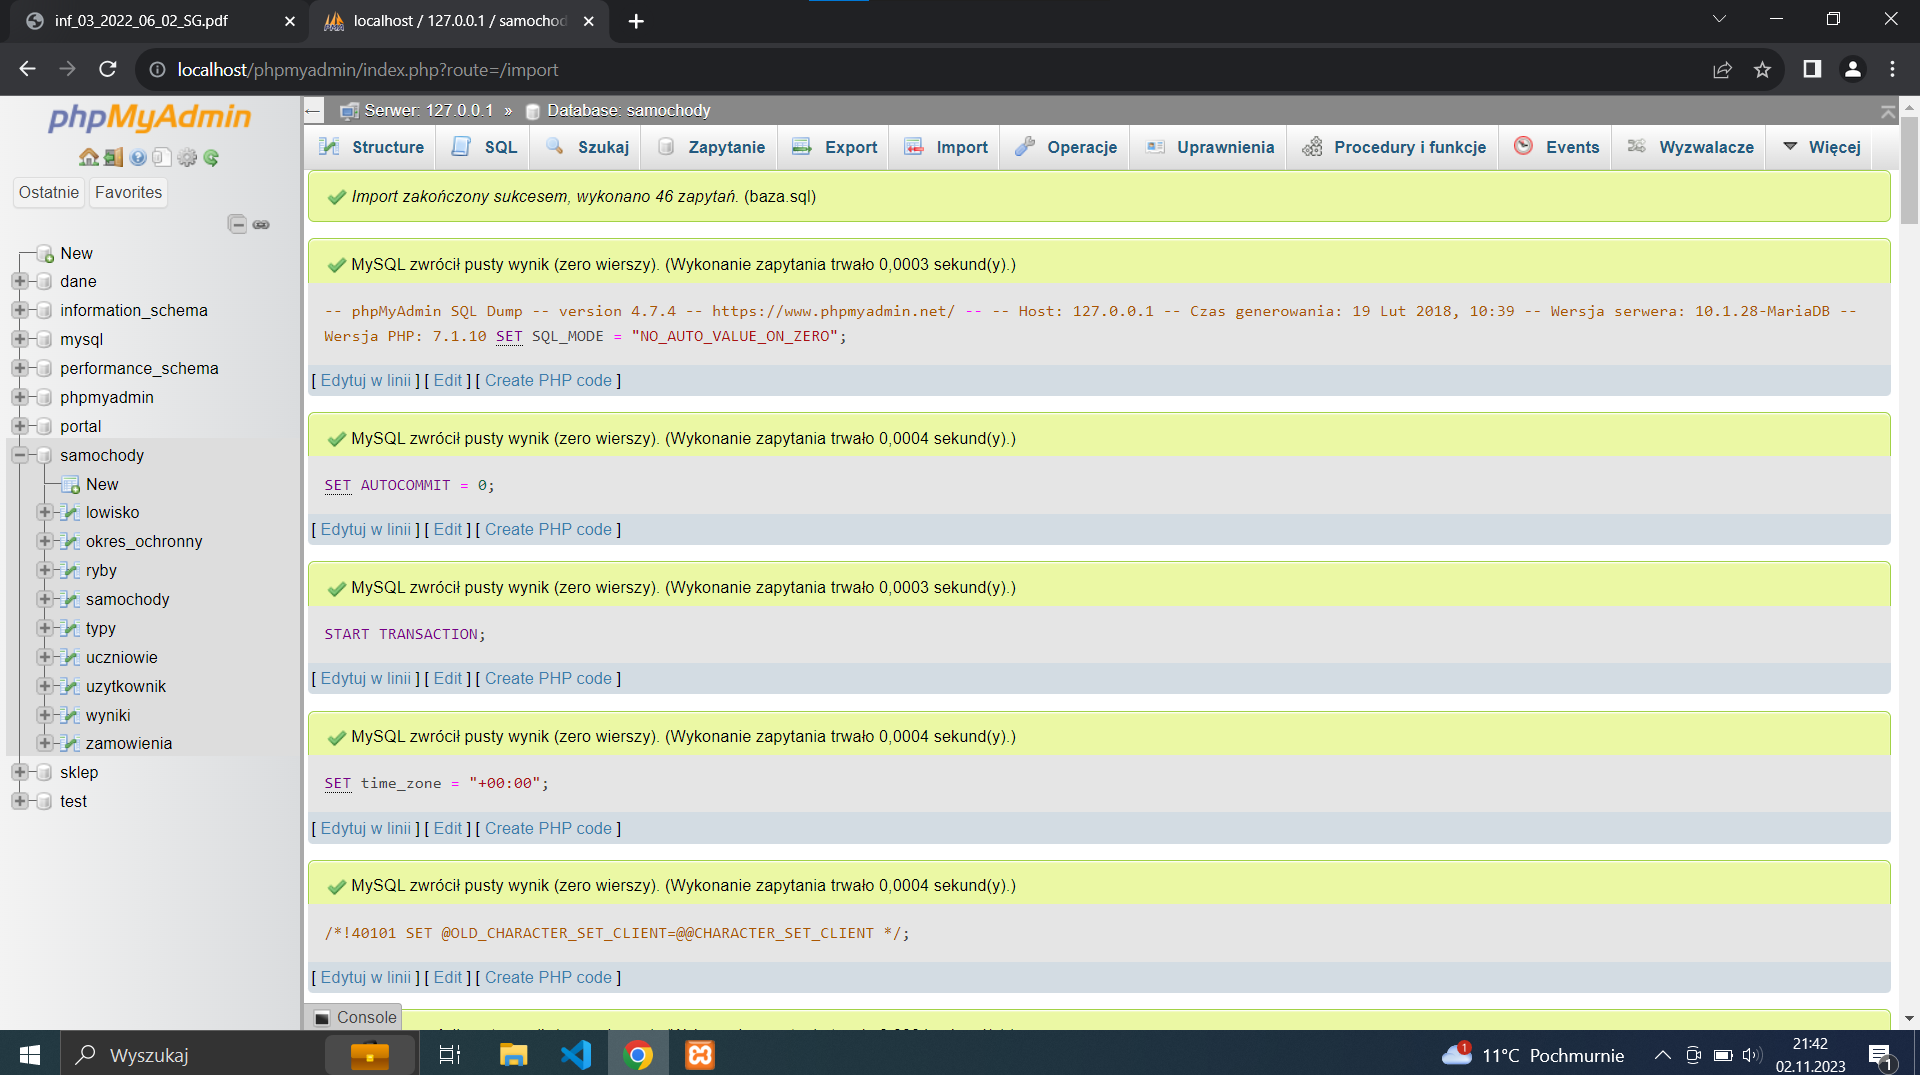 inf_03_2022_06_02_SG.pdf
localhost / 127.0.0.1 / samochod
localhost/phpmyadmin/index.php?route=/import
phpMyAdmin
Ostatnie Favorites
New
dane
information_schema
mysql
performance_schema
phpmyadmin
portal
samochody
New
lowisko
okres_ochronny
ryby
samochody
typy
uczniowie
uzytkownik
wyniki
zamowienia
sklep
test
Serwer: 127.0.0.1 » Database: samochody
Structure SQL Szukaj Zapytanie Export Import Operacje Uprawnienia Procedury i funkcje Events Wyzwalacze Więcej
Import zakończony sukcesem, wykonano 46 zapytań. (baza.sql)
MySQL zwrócił pusty wynik (zero wierszy). (Wykonanie zapytania trwało 0,0003 sekund(y).)
-- phpMyAdmin SQL Dump -- version 4.7.4 -- https://www.phpmyadmin.net/ -- -- Host: 127.0.0.1 -- Czas generowania: 19 Lut 2018, 10:39 -- Wersja serwera: 10.1.28-MariaDB --
Wersja PHP: 7.1.10 SET SQL_MODE = "NO_AUTO_VALUE_ON_ZERO";
[ Edytuj w linii ] [ Edit ] [ Create PHP code ]
MySQL zwrócił pusty wynik (zero wierszy). (Wykonanie zapytania trwało 0,0004 sekund(y).)
SET AUTOCOMMIT = 0;
[ Edytuj w linii ] [ Edit ] [ Create PHP code ]
MySQL zwrócił pusty wynik (zero wierszy). (Wykonanie zapytania trwało 0,0003 sekund(y).)
START TRANSACTION;
[ Edytuj w linii ] [ Edit ] [ Create PHP code ]
MySQL zwrócił pusty wynik (zero wierszy). (Wykonanie zapytania trwało 0,0004 sekund(y).)
SET time_zone = "+00:00";
[ Edytuj w linii ] [ Edit ] [ Create PHP code ]
MySQL zwrócił pusty wynik (zero wierszy). (Wykonanie zapytania trwało 0,0004 sekund(y).)
/*!40101 SET @OLD_CHARACTER_SET_CLIENT=@@CHARACTER_SET_CLIENT */;
[ Edytuj w linii ] [ Edit ] [ Create PHP code ]
Console
Wyszukaj
1
11°C Pochmurnie
21:42
02.11.2023
1